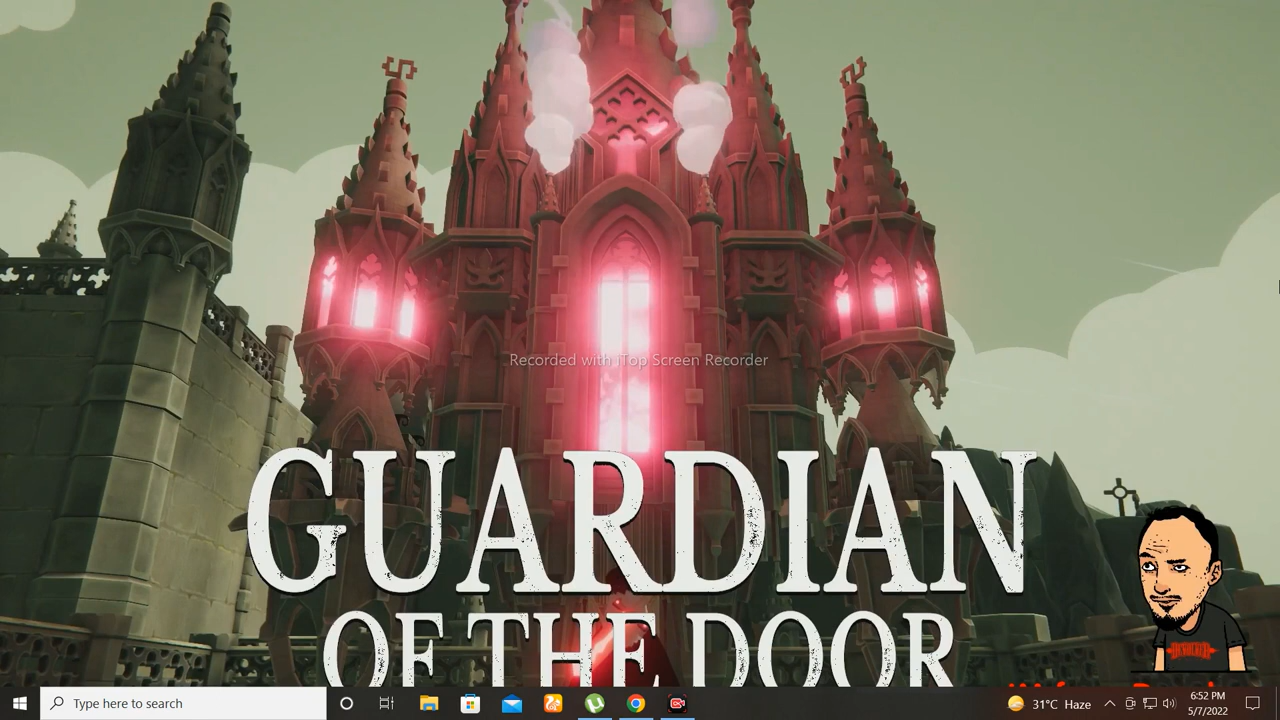 Recorded with iTop Screen Recorder
GUARDIAN
OF THE DOOR
Type here to search
31°C Haze
6:52 PM
5/7/2022